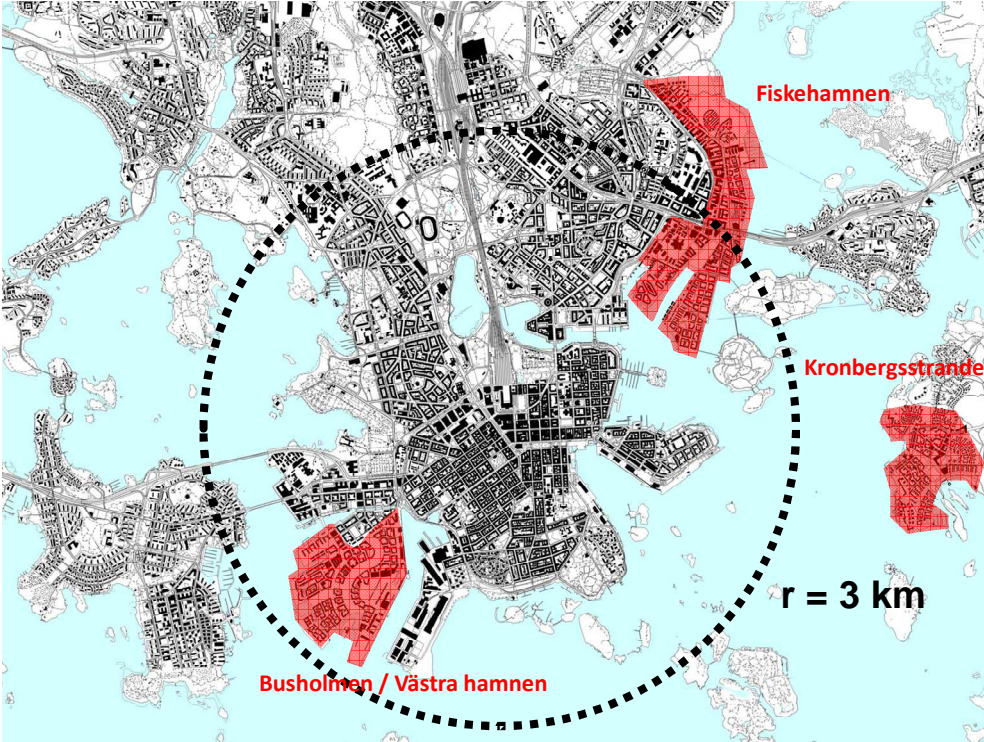 Fiskehamnen
Kronbergsstrande
r = 3 km
Busholmen / Västra hamnen